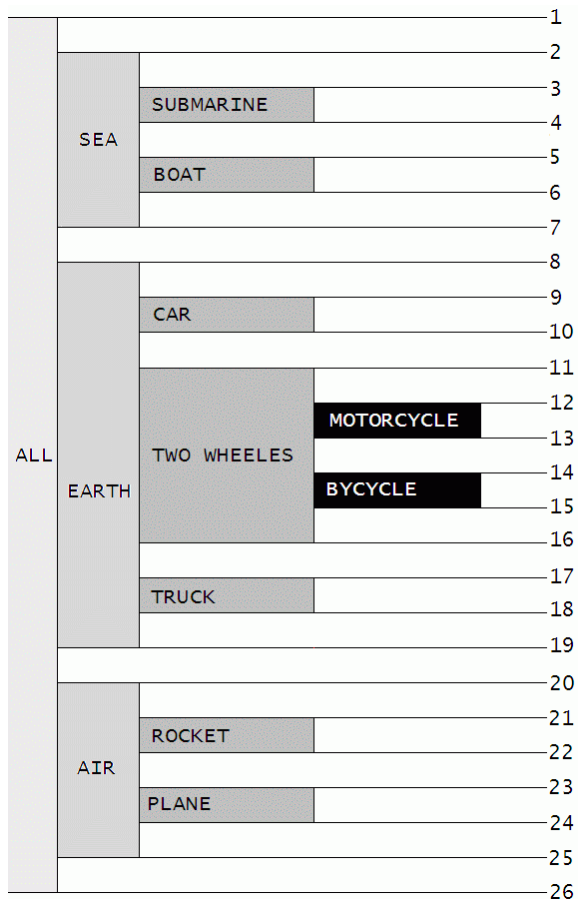 1
2
3
SUBMARINE
4
SEA
5
BOAT
6
7
8
9
CAR
10
11
12
MOTORCYCLE
13
ALL
TWO WHEELES
14
EARTH
BYCYCLE
15
16
17
TRUCK
18
19
20
21
ROCKET
22
AIR
23
PLANE
24
25
26